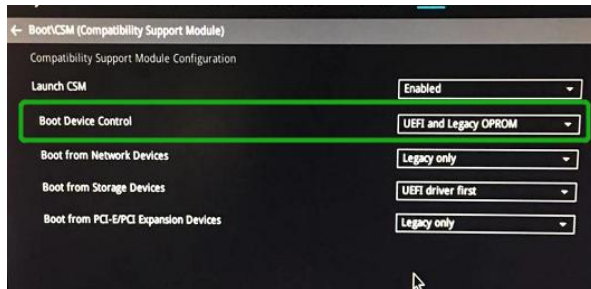 ← Boot\CSM (Compatibility Support Module)
Compatibility Support Module Configuration
Launch CSM Enabled
Boot Device Control UEFI and Legacy OPROM
Boot from Network Devices Legacy only
Boot from Storage Devices UEFI driver first
Boot from PCI-E/PCI Expansion Devices Legacy only